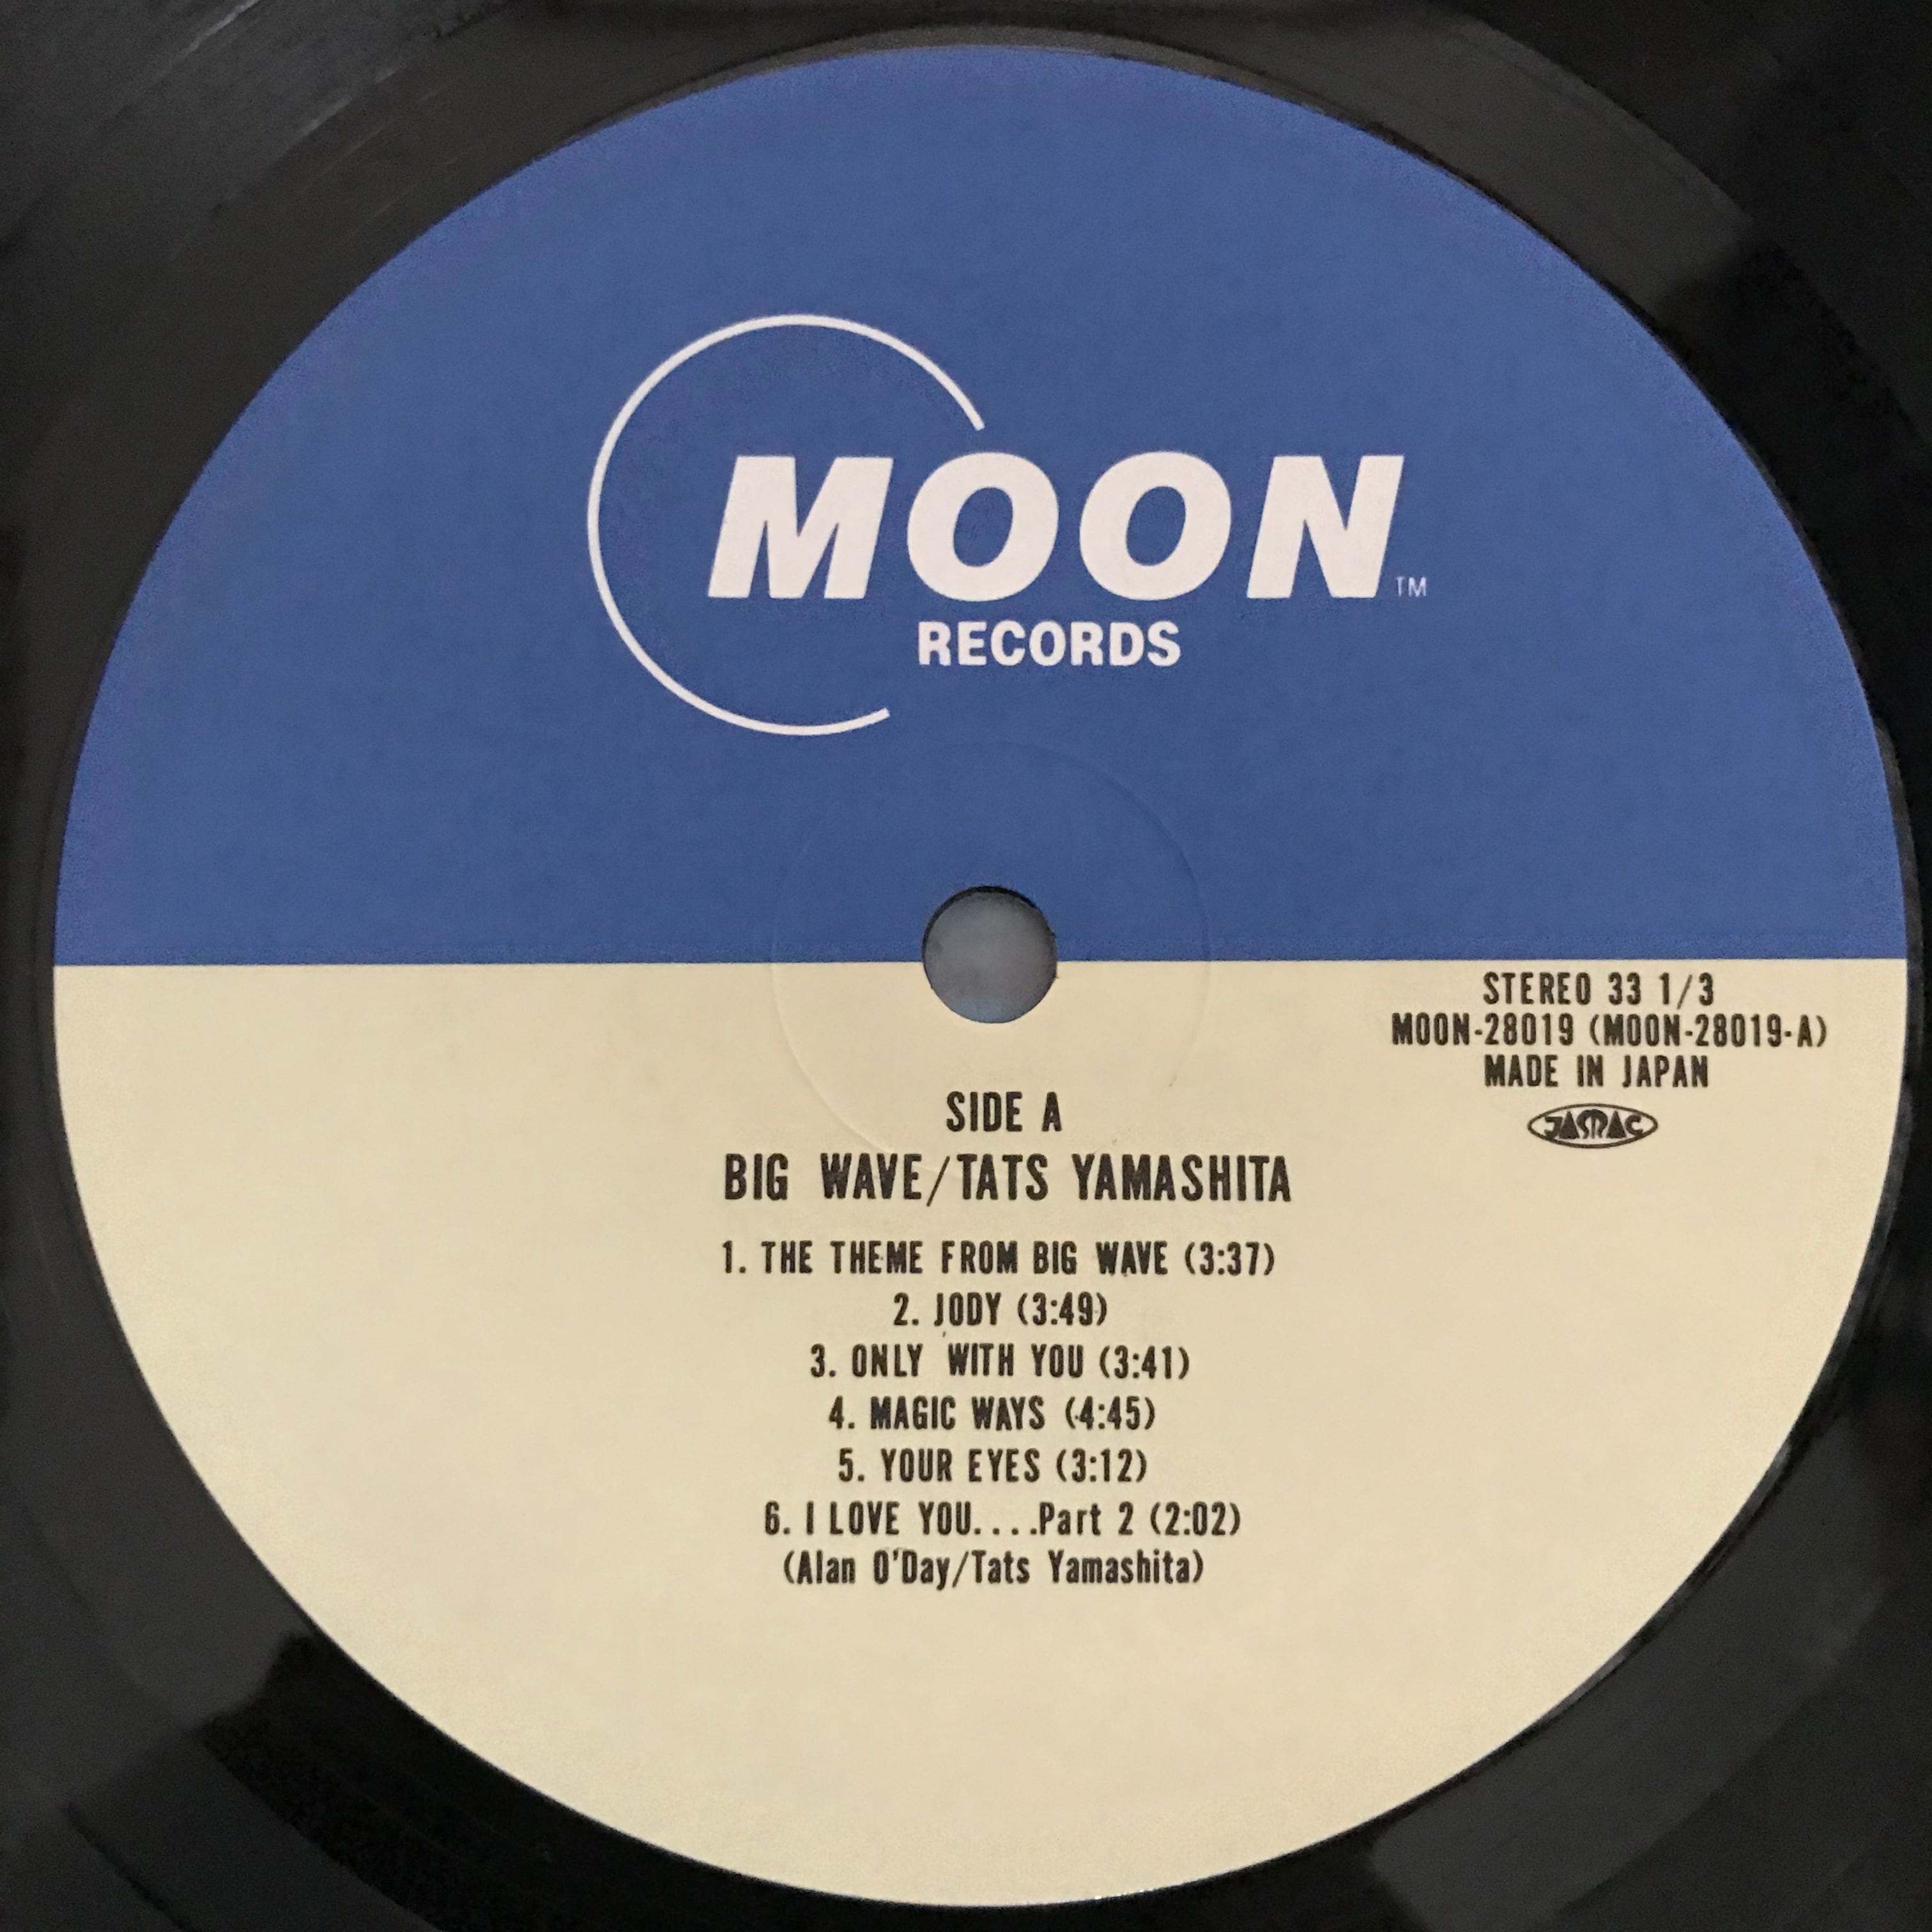 MOON TM
RECORDS
STEREO 33 1/3
MOON-28019 (MOON-28019-A)
MADE IN JAPAN
JASRAC
SIDE A
BIG WAVE/TATS YAMASHITA
1. THE THEME FROM BIG WAVE (3:37)
2. JODY (3:49)
3. ONLY WITH YOU (3:41)
4. MAGIC WAYS (4:45)
5. YOUR EYES (3:12)
6. I LOVE YOU....Part 2 (2:02)
(Alan O'Day/Tats Yamashita)